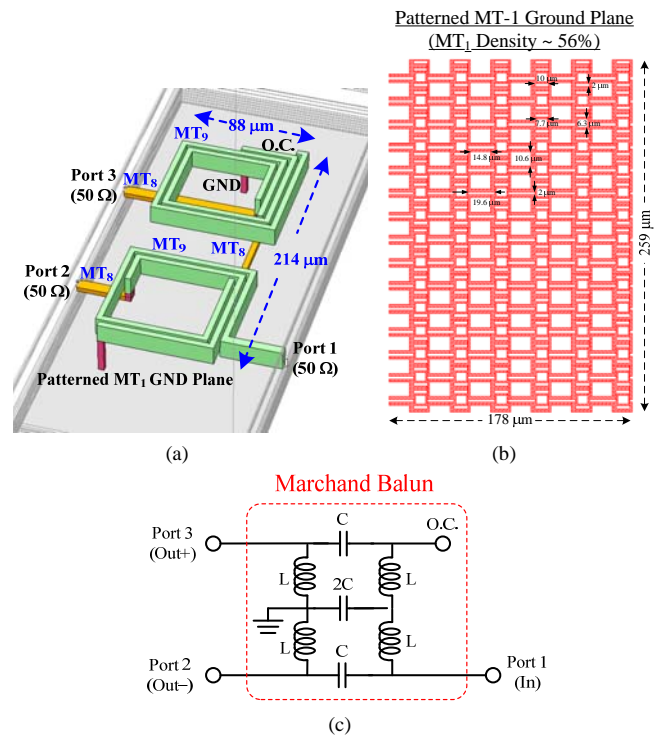 Patterned MT-1 Ground Plane
(MT₁ Density ~ 56%)
MT₉
88 µm
O.C.
Port 3
(50 Ω)
MT₈
GND
MT₉
MT₈
214 µm
Port 2
(50 Ω)
MT₈
Port 1
(50 Ω)
Patterned MT₁ GND Plane
(a)
10 µm
2 µm
7.7 µm
6.3 µm
14.8 µm
10.6 µm
2 µm
19.6 µm
259 µm
178 µm
(b)
Marchand Balun
Port 3
(Out+)
C
O.C.
L
L
2C
L
L
Port 2
(Out−)
C
Port 1
(In)
(c)